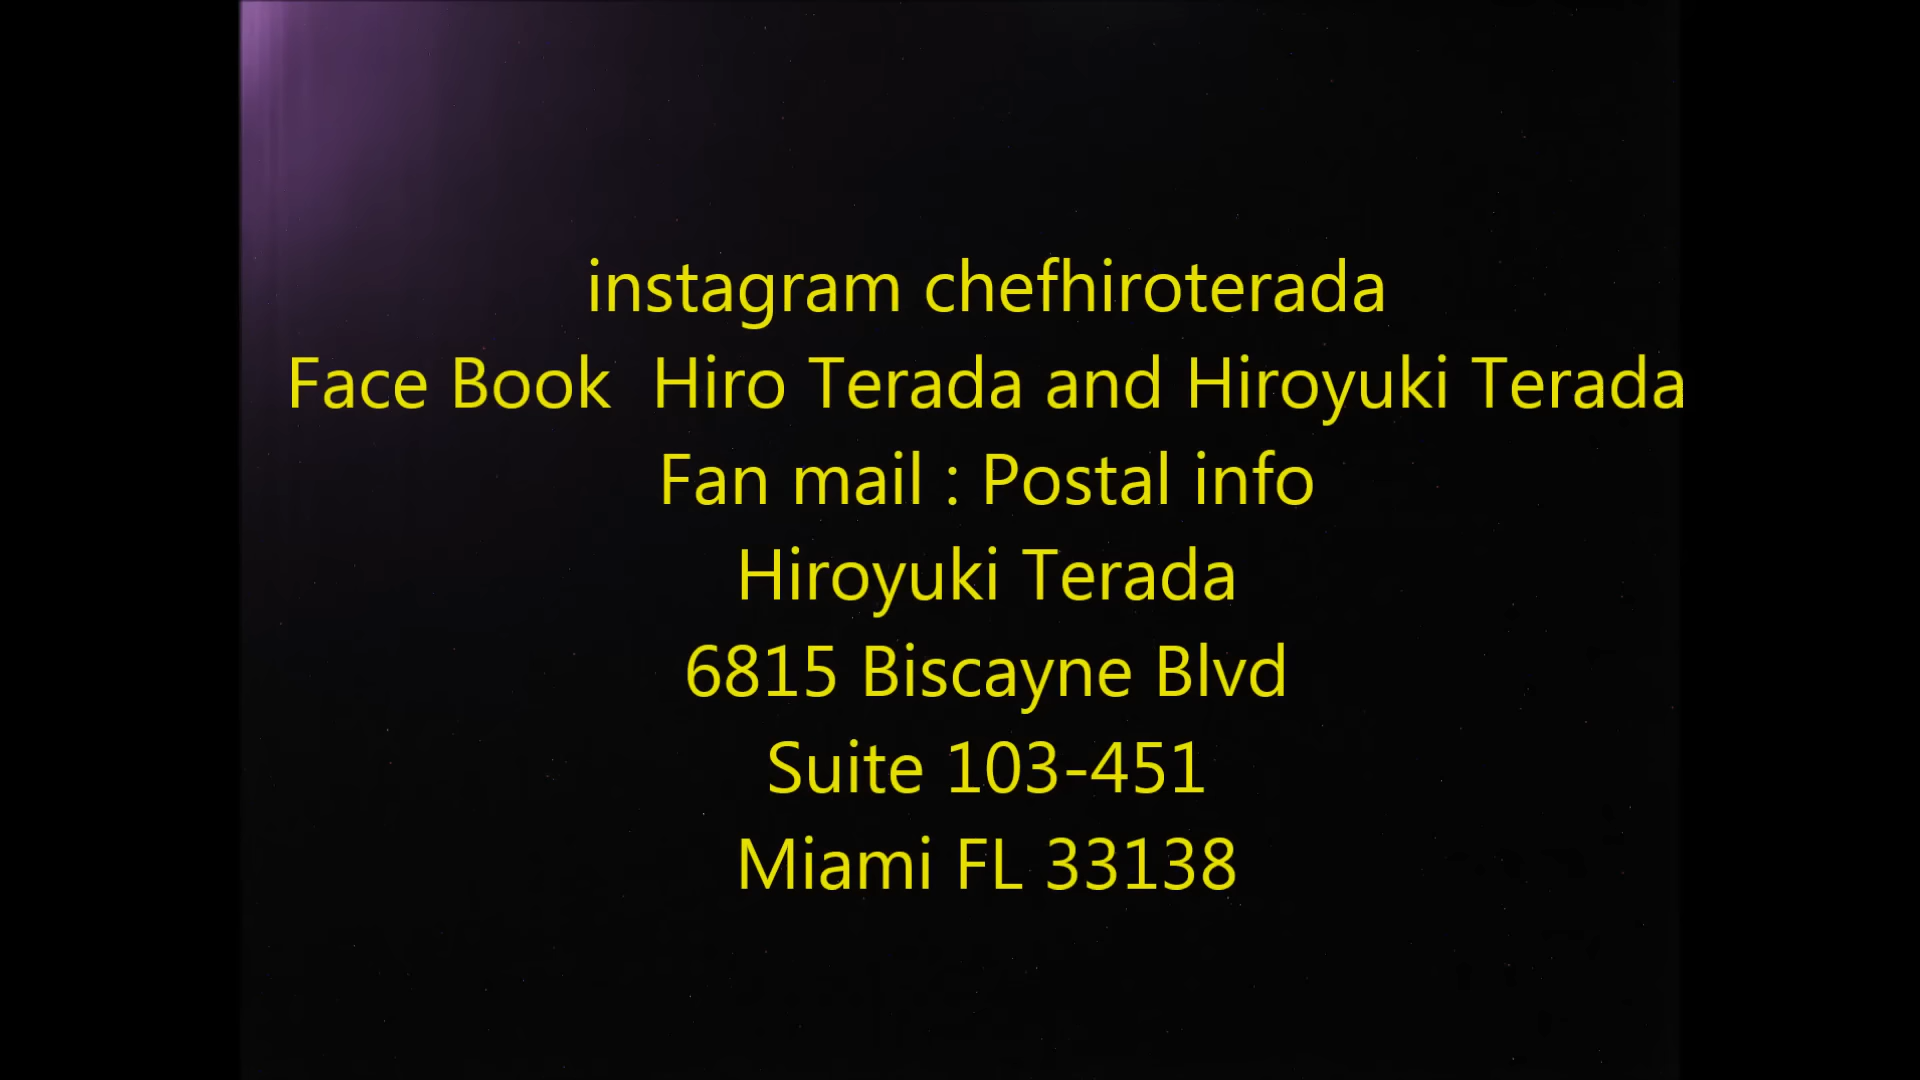 instagram chefhiroterada
Face Book  Hiro Terada and Hiroyuki Terada
Fan mail : Postal info
Hiroyuki Terada
6815 Biscayne Blvd
Suite 103-451
Miami FL 33138